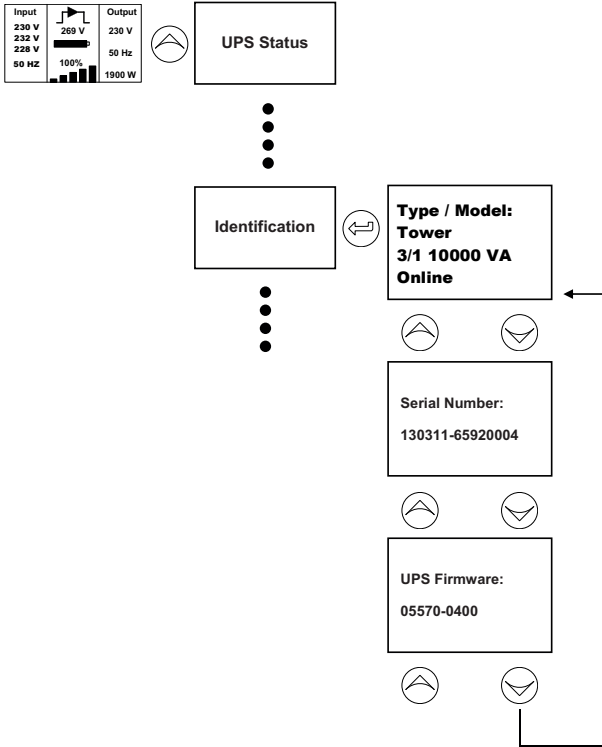 Input
230 V
232 V
228 V
50 HZ
269 V
100%
Output
230 V
50 Hz
1900 W
UPS Status
Identification
Type / Model:
Tower
3/1 10000 VA
Online
Serial Number:
130311-65920004
UPS Firmware:
05570-0400